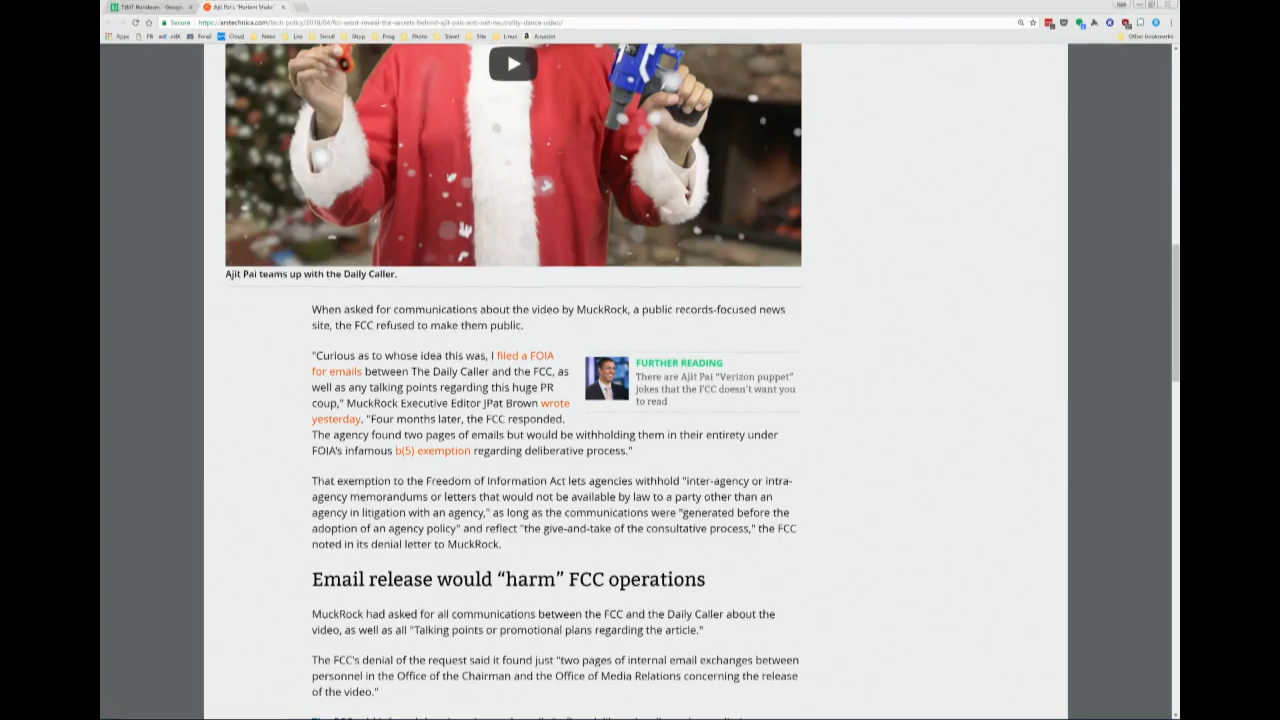 TWiT Rundown - Google
Ajit Pai's "Harlem Shake
Secure
https://arstechnica.com/tech-policy/2018/04/fcc-wont-reveal-the-secrets-behind-ajit-pais-anti-net-neutrality-dance-video/
Apps
Email
Cloud
News
Leo
Social
Shop
Prog
Photo
Travel
Site
Linux
Amazon
Other bookmarks
Ajit Pai teams up with the Daily Caller.
When asked for communications about the video by MuckRock, a public records-focused news
site, the FCC refused to make them public.
"Curious as to whose idea this was, I filed a FOIA
for emails between The Daily Caller and the FCC, as
well as any talking points regarding this huge PR
coup," MuckRock Executive Editor JPat Brown wrote
yesterday. "Four months later, the FCC responded.
The agency found two pages of emails but would be withholding them in their entirety under
FOIA's infamous b(5) exemption regarding deliberative process."
FURTHER READING
There are Ajit Pai "Verizon puppet"
jokes that the FCC doesn't want you
to read
That exemption to the Freedom of Information Act lets agencies withhold "inter-agency or intra-
agency memorandums or letters that would not be available by law to a party other than an
agency in litigation with an agency," as long as the communications were "generated before the
adoption of an agency policy" and reflect "the give-and-take of the consultative process," the FCC
noted in its denial letter to MuckRock.
Email release would “harm” FCC operations
MuckRock had asked for all communications between the FCC and the Daily Caller about the
video, as well as all "Talking points or promotional plans regarding the article."
The FCC's denial of the request said it found just "two pages of internal email exchanges between
personnel in the Office of the Chairman and the Office of Media Relations concerning the release
of the video."